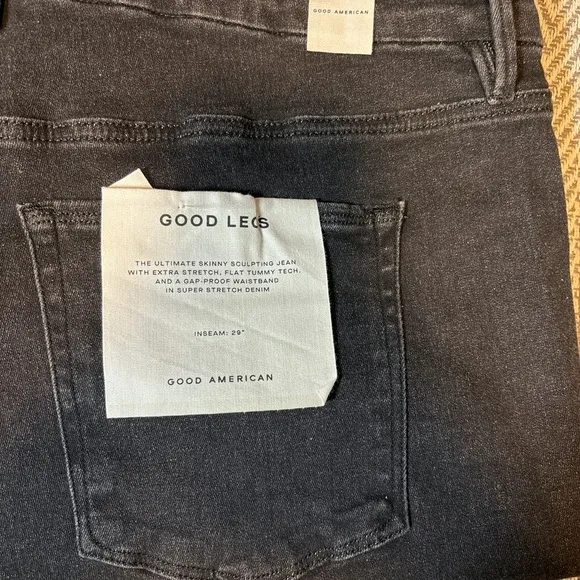 GOOD AMERICAN
GOOD LEGS
THE ULTIMATE SKINNY SCULPTING JEAN
WITH EXTRA STRETCH, FLAT TUMMY TECH,
AND A GAP-PROOF WAISTBAND
IN SUPER STRETCH DENIM
INSEAM: 29"
GOOD AMERICAN